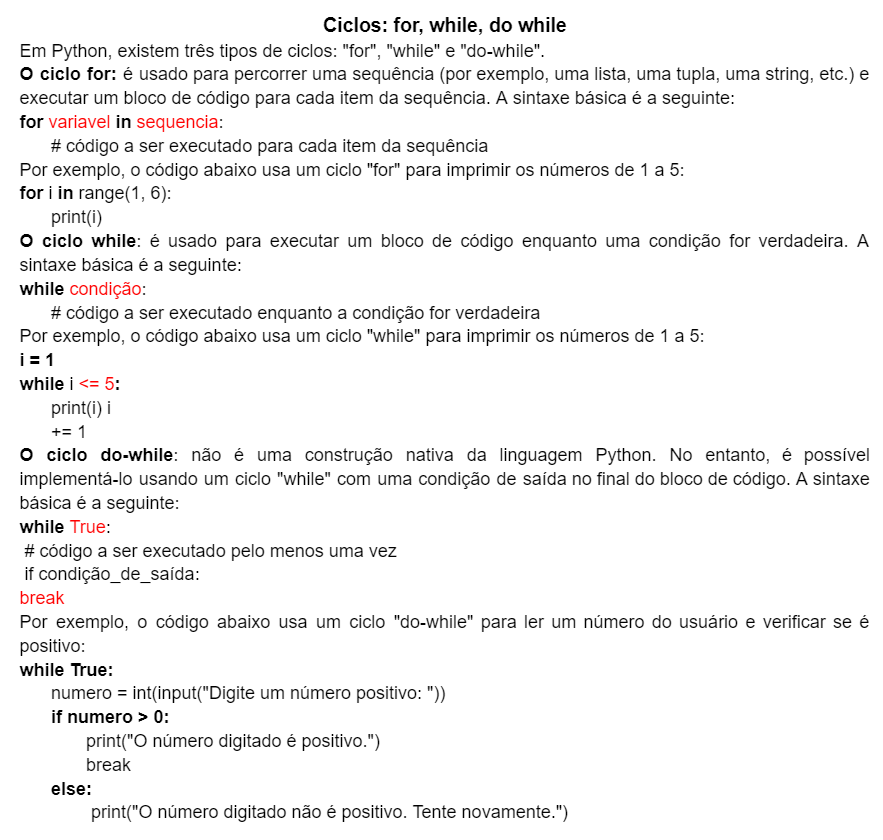 Ciclos: for, while, do while
Em Python, existem três tipos de ciclos: "for", "while" e "do-while".
O ciclo for: é usado para percorrer uma sequência (por exemplo, uma lista, uma tupla, uma string, etc.) e
executar um bloco de código para cada item da sequência. A sintaxe básica é a seguinte:
for variavel in sequencia:
# código a ser executado para cada item da sequência
Por exemplo, o código abaixo usa um ciclo "for" para imprimir os números de 1 a 5:
for i in range(1, 6):
print(i)
O ciclo while: é usado para executar um bloco de código enquanto uma condição for verdadeira. A
sintaxe básica é a seguinte:
while condição:
# código a ser executado enquanto a condição for verdadeira
Por exemplo, o código abaixo usa um ciclo "while" para imprimir os números de 1 a 5:
i = 1
while i <= 5:
print(i) i
+= 1
O ciclo do-while: não é uma construção nativa da linguagem Python. No entanto, é possível
implementá-lo usando um ciclo "while" com uma condição de saída no final do bloco de código. A sintaxe
básica é a seguinte:
while True:
# código a ser executado pelo menos uma vez
if condição_de_saída:
break
Por exemplo, o código abaixo usa um ciclo "do-while" para ler um número do usuário e verificar se é
positivo:
while True:
numero = int(input("Digite um número positivo: "))
if numero > 0:
print("O número digitado é positivo.")
break
else:
print("O número digitado não é positivo. Tente novamente.")